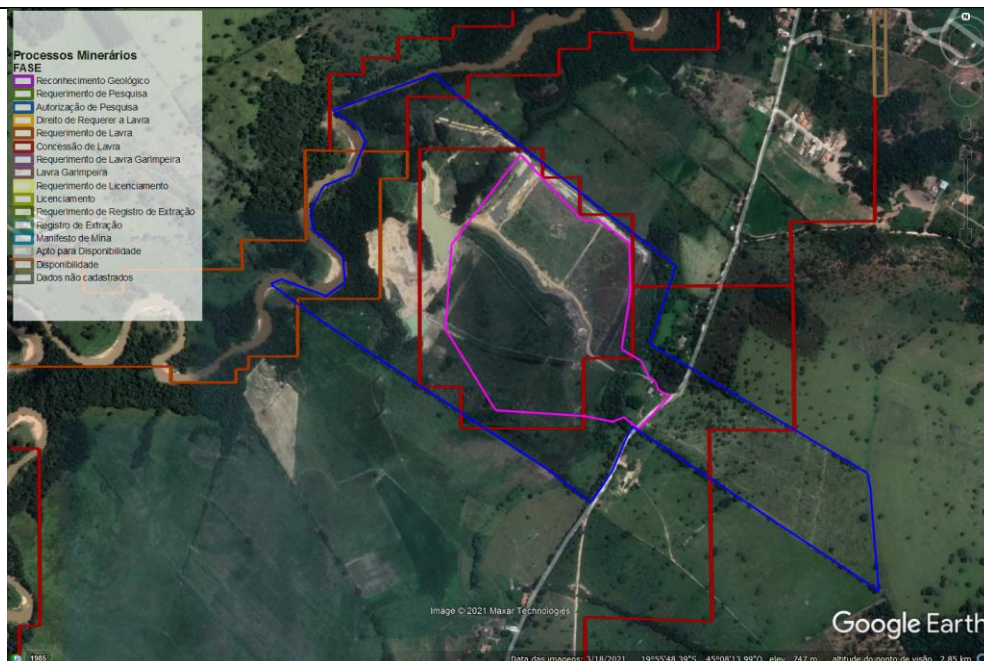 Processos Minerários
FASE
Reconhecimento Geológico
Requerimento de Pesquisa
Autorização de Pesquisa
Direito de Requerer a Lavra
Requerimento de Lavra
Concessão de Lavra
Requerimento de Lavra Garimpeira
Lavra Garimpeira
Requerimento de Licenciamento
Licenciamento
Requerimento de Registro de Extração
Registro de Extração
Manifesto de Mina
Apto para Disponibilidade
Disponibilidade
Dados não cadastrados
N
Image © 2021 Maxar Technologies
Google Earth
1985
Data das imagens: 3/18/2021 19°55'48.39"S 45°08'13.99"O elev 747 m altitude do ponto de visão 2.85 km